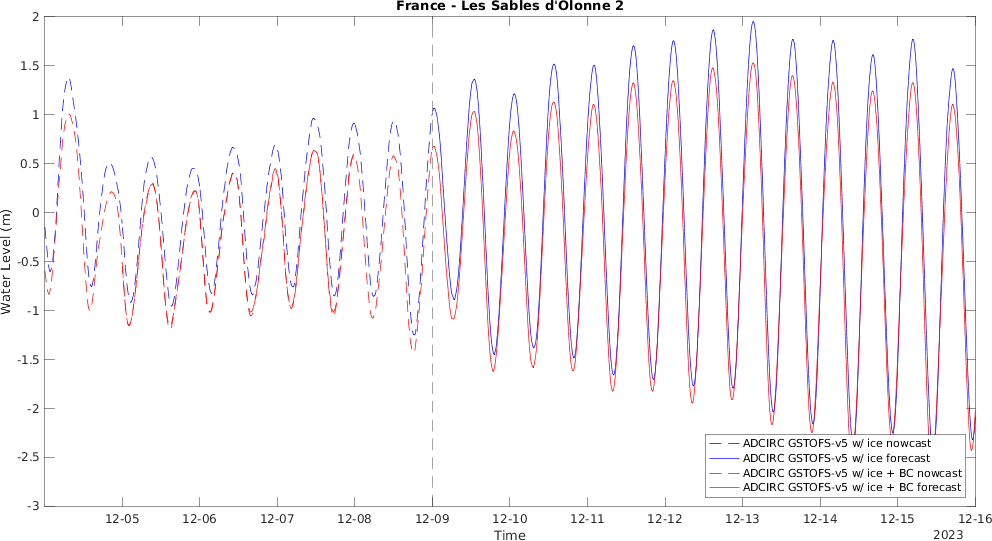 France - Les Sables d'Olonne 2
2
1.5
1
0.5
0
-0.5
-1
-1.5
-2
-2.5
-3
Water Level (m)
ADCIRC GSTOFS-v5 w/ ice nowcast
ADCIRC GSTOFS-v5 w/ ice forecast
ADCIRC GSTOFS-v5 w/ ice + BC nowcast
ADCIRC GSTOFS-v5 w/ ice + BC forecast
12-05 12-06 12-07 12-08 12-09 12-10 12-11 12-12 12-13 12-14 12-15 12-16
Time
2023